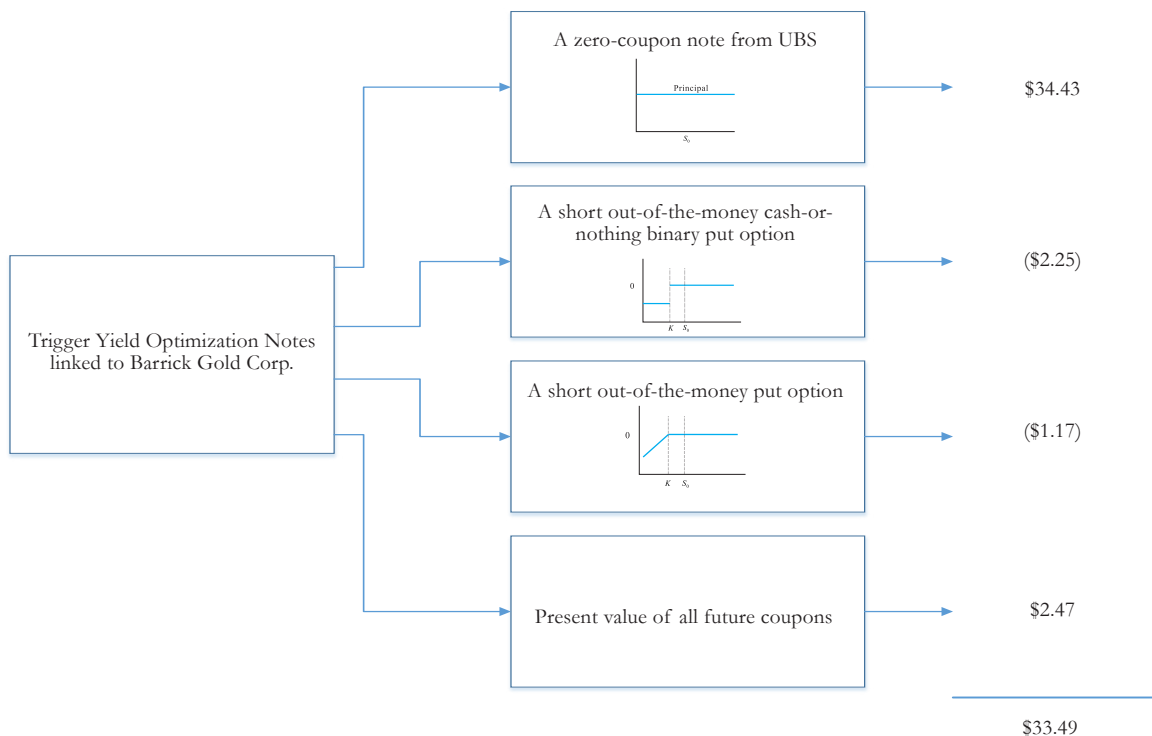 A zero-coupon note from UBS
Principal
S0
$34.43
A short out-of-the-money cash-or-
nothing binary put option
0
K S0
($2.25)
Trigger Yield Optimization Notes
linked to Barrick Gold Corp.
A short out-of-the-money put option
0
K S0
($1.17)
Present value of all future coupons
$2.47
$33.49